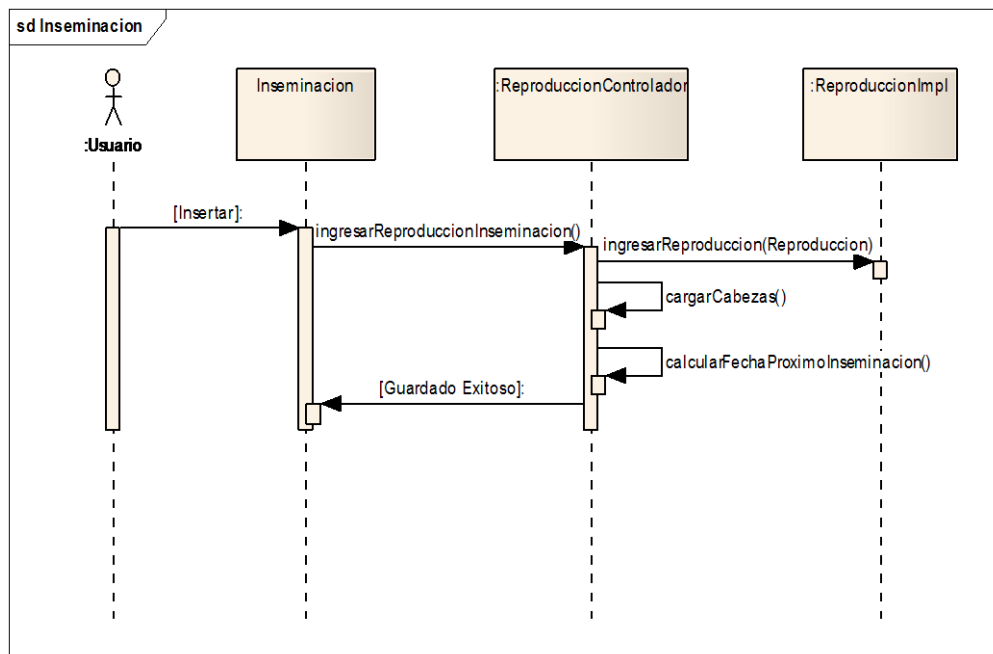 sd Inseminacion
:Usuario
Inseminacion
:ReproduccionControlador
:ReproduccionImpl
[Insertar]:
ingresarReproduccionInseminacion()
ingresarReproduccion(Reproduccion)
cargarCabezas()
calcularFechaProximoInseminacion()
[Guardado Exitoso]: